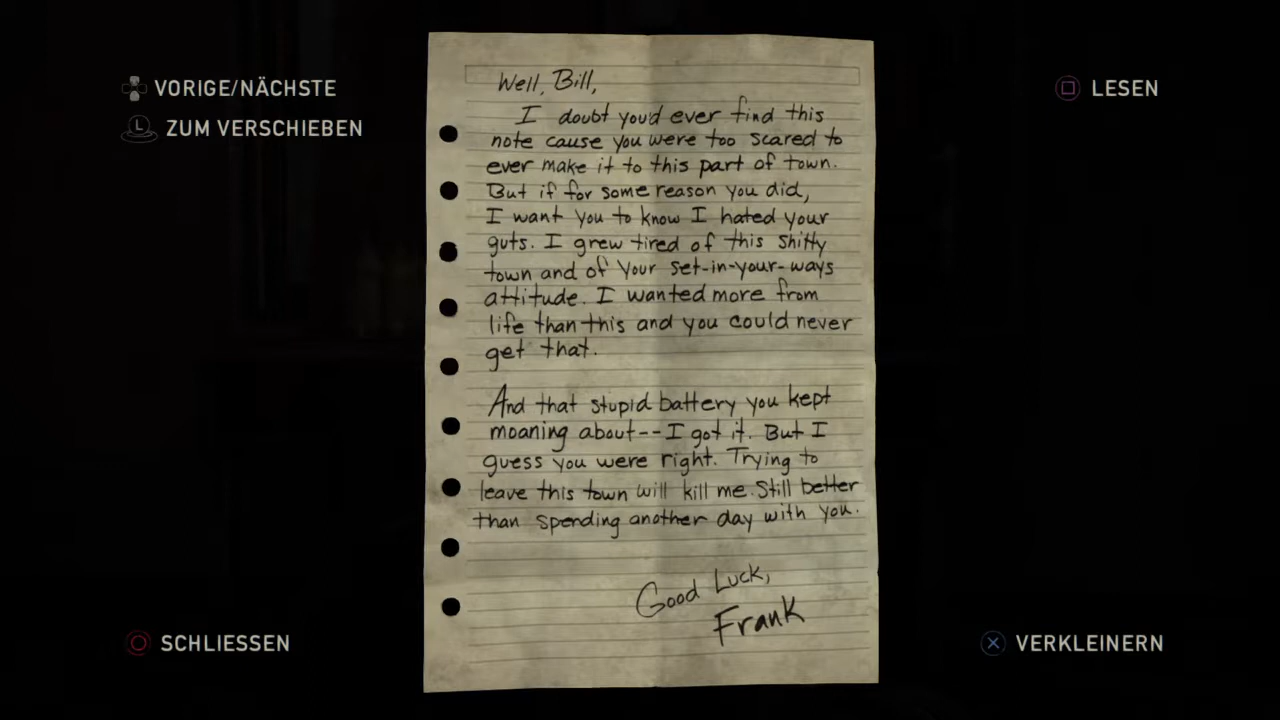 VORIGE/NÄCHSTE
L ZUM VERSCHIEBEN
LESEN
Well, Bill,
I doubt you'd ever find this
note cause you were too scared to
ever make it to this part of town.
But if for some reason you did,
I want you to know I hated your
guts. I grew tired of this shitty
town and of your set-in-your-ways
attitude. I wanted more from
life than this and you could never
get that.
And that stupid battery you kept
moaning about--I got it. But I
guess you were right. Trying to
leave this town will kill me. Still better
than spending another day with you.
Good Luck,
Frank
SCHLIESSEN
VERKLEINERN